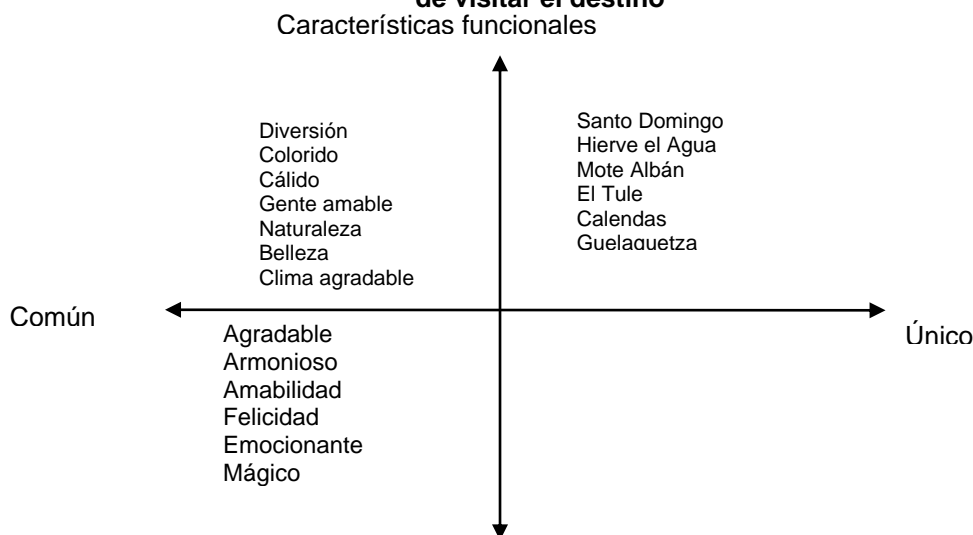 de visitar el destino
Características funcionales
Diversión
Colorido
Cálido
Gente amable
Naturaleza
Belleza
Clima agradable
Santo Domingo
Hierve el Agua
Mote Albán
El Tule
Calendas
Guelaguetza
Común
Único
Agradable
Armonioso
Amabilidad
Felicidad
Emocionante
Mágico